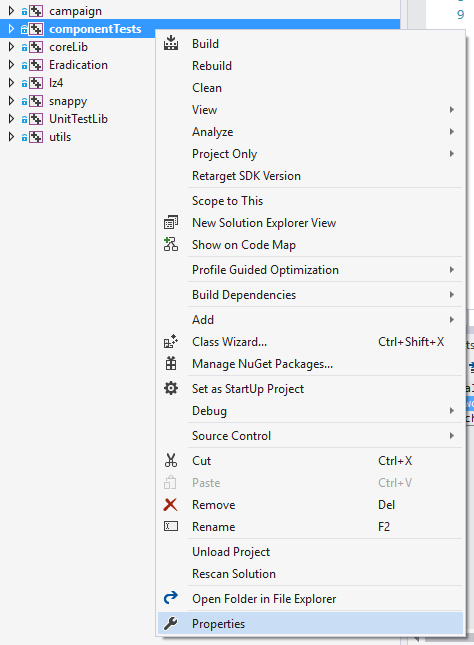 campaign
componentTests
coreLib
Eradication
lz4
snappy
UnitTestLib
utils
9
Build
Rebuild
Clean
View
Analyze
Project Only
Retarget SDK Version
Scope to This
New Solution Explorer View
Show on Code Map
Profile Guided Optimization
Build Dependencies
Add
Class Wizard... Ctrl+Shift+X
Manage NuGet Packages...
Set as StartUp Project
Debug
Source Control
Cut Ctrl+X
Paste Ctrl+V
Remove Del
Rename F2
Unload Project
Rescan Solution
Open Folder in File Explorer
Properties